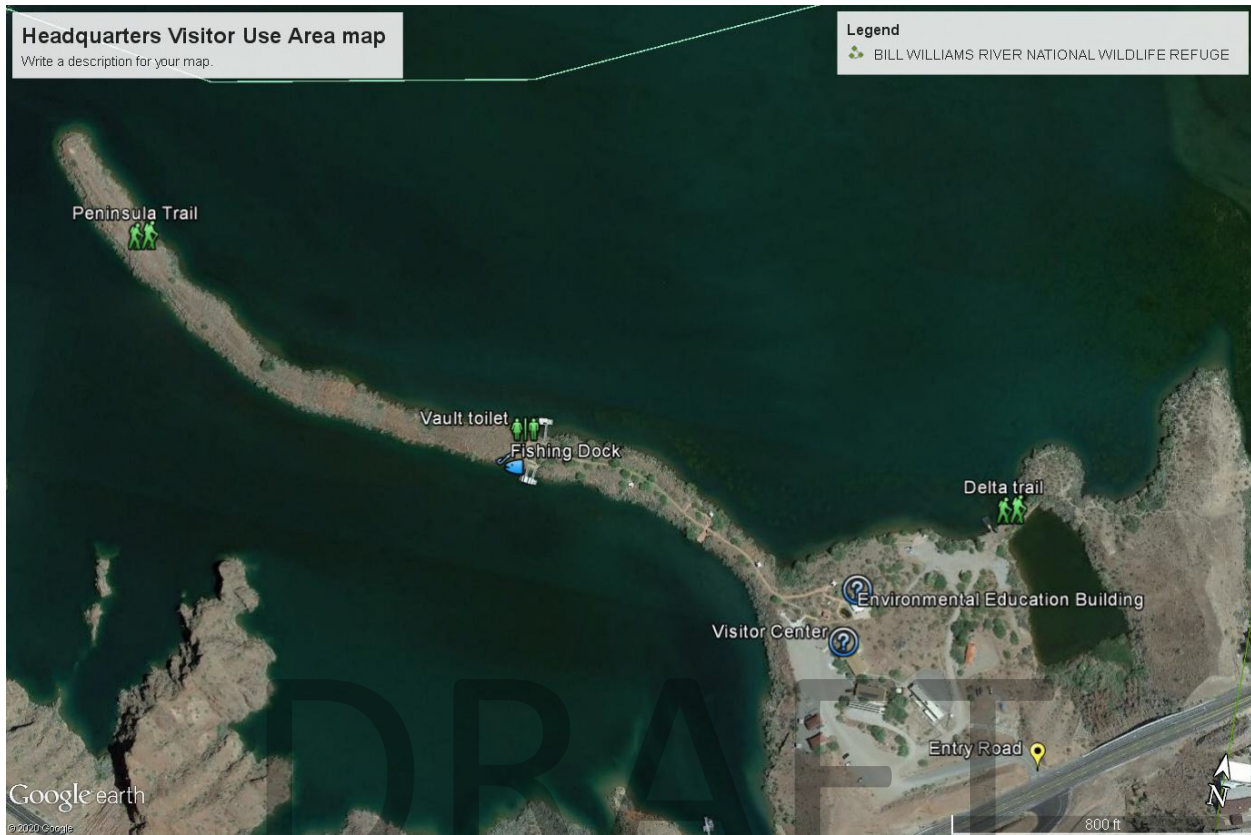 Headquarters Visitor Use Area map
Write a description for your map.
Legend
BILL WILLIAMS RIVER NATIONAL WILDLIFE REFUGE
Peninsula Trail
Vault toilet
Fishing Dock
Delta trail
Environmental Education Building
Visitor Center
Entry Road
DRAFT
Google earth
© 2020 Google
800 ft
N